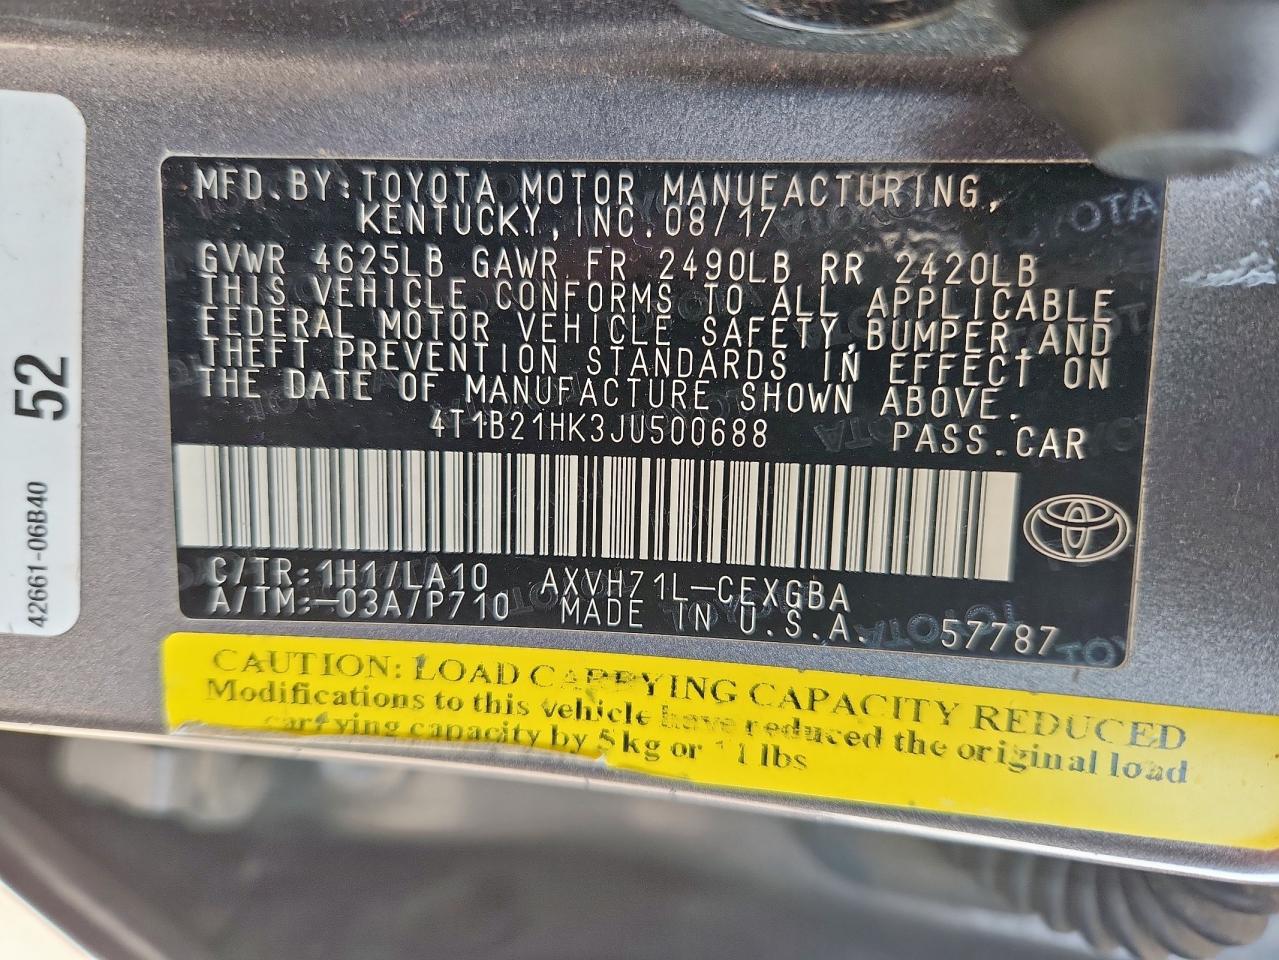 52
42661-06B40
MFD.BY:TOYOTA MOTOR MANUFACTURING,
KENTUCKY,INC.08/17
GVWR 4625LB GAWR FR 2490LB RR 2420LB
THIS VEHICLE CONFORMS TO ALL APPLICABLE
FEDERAL MOTOR VEHICLE SAFETY,BUMPER AND
THEFT PREVENTION STANDARDS IN EFFECT ON
THE DATE OF MANUFACTURE SHOWN ABOVE.
4T1B21HK3JU500688 PASS.CAR
C/TR:1H17LA10 AXVH71L-CEXGBA
A/TM:-03A/P710 MADE IN U.S.A. 57787
CAUTION: LOAD CARRYING CAPACITY REDUCED
Modifications to this vehicle have reduced the original load
carrying capacity by 5kg or 11 lbs